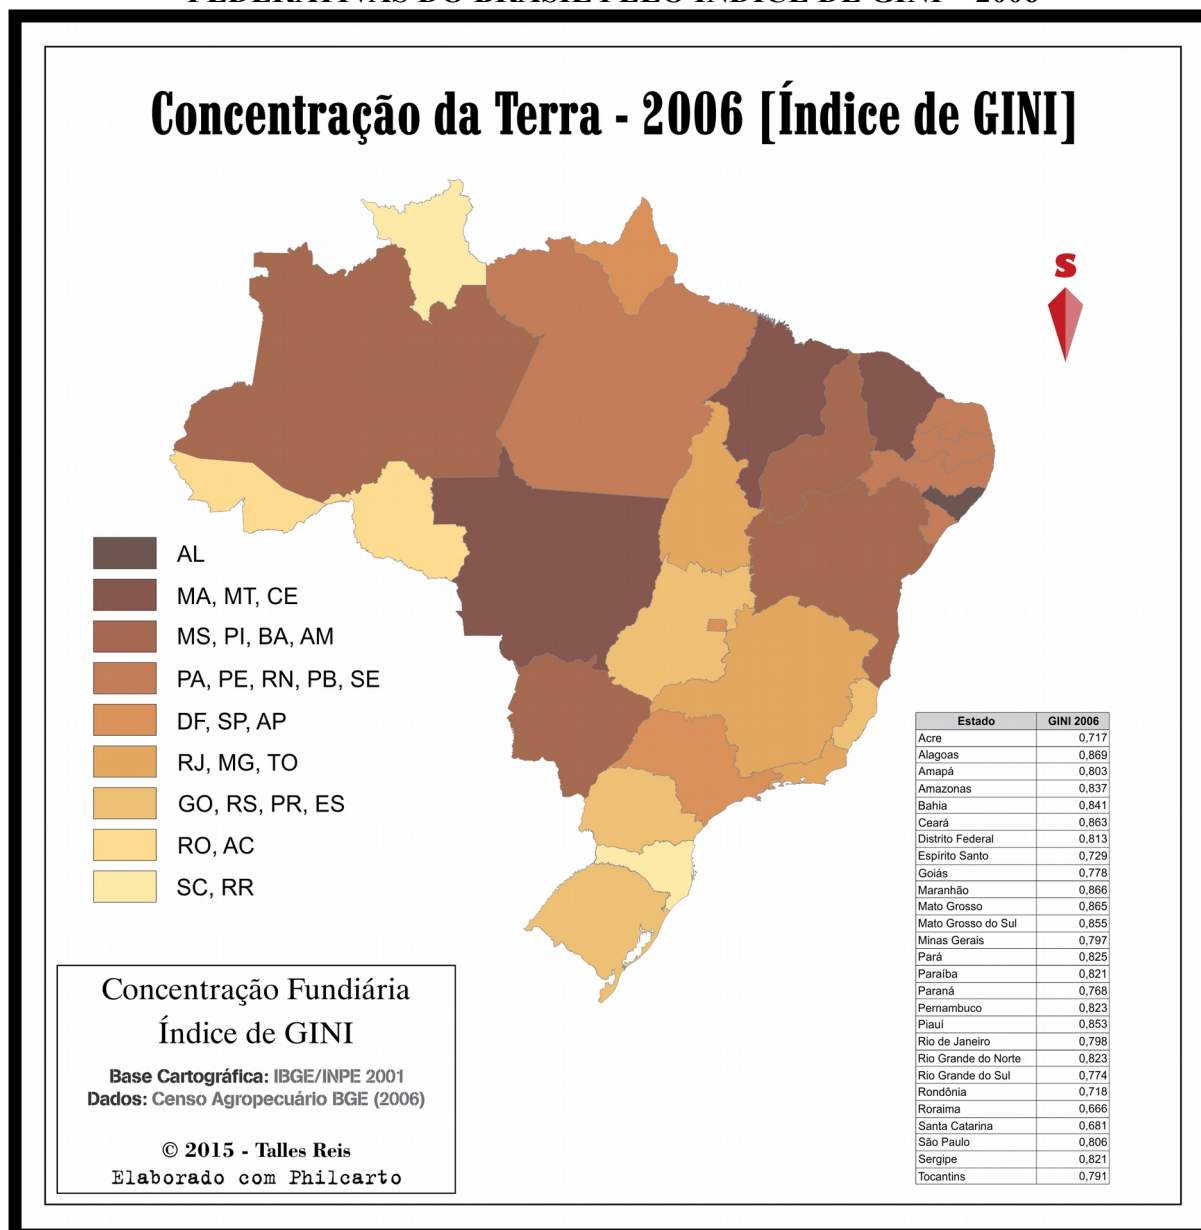 FEDERATIVAS DO BRASIL PELO ÍNDICE DE GINI – 2006
Concentração da Terra - 2006 [Índice de GINI]
S
AL
MA, MT, CE
MS, PI, BA, AM
PA, PE, RN, PB, SE
DF, SP, AP
RJ, MG, TO
GO, RS, PR, ES
RO, AC
SC, RR
Estado GINI 2006
Acre 0,717
Alagoas 0,869
Amapá 0,803
Amazonas 0,837
Bahia 0,841
Ceará 0,863
Distrito Federal 0,813
Espírito Santo 0,729
Goiás 0,778
Maranhão 0,866
Mato Grosso 0,865
Mato Grosso do Sul 0,855
Minas Gerais 0,797
Pará 0,825
Paraíba 0,821
Paraná 0,768
Pernambuco 0,823
Piauí 0,853
Rio de Janeiro 0,798
Rio Grande do Norte 0,823
Rio Grande do Sul 0,774
Rondônia 0,718
Roraima 0,666
Santa Catarina 0,681
São Paulo 0,806
Sergipe 0,821
Tocantins 0,791
Concentração Fundiária
Índice de GINI
Base Cartográfica: IBGE/INPE 2001
Dados: Censo Agropecuário BGE (2006)
© 2015 - Talles Reis
Elaborado com Philcarto